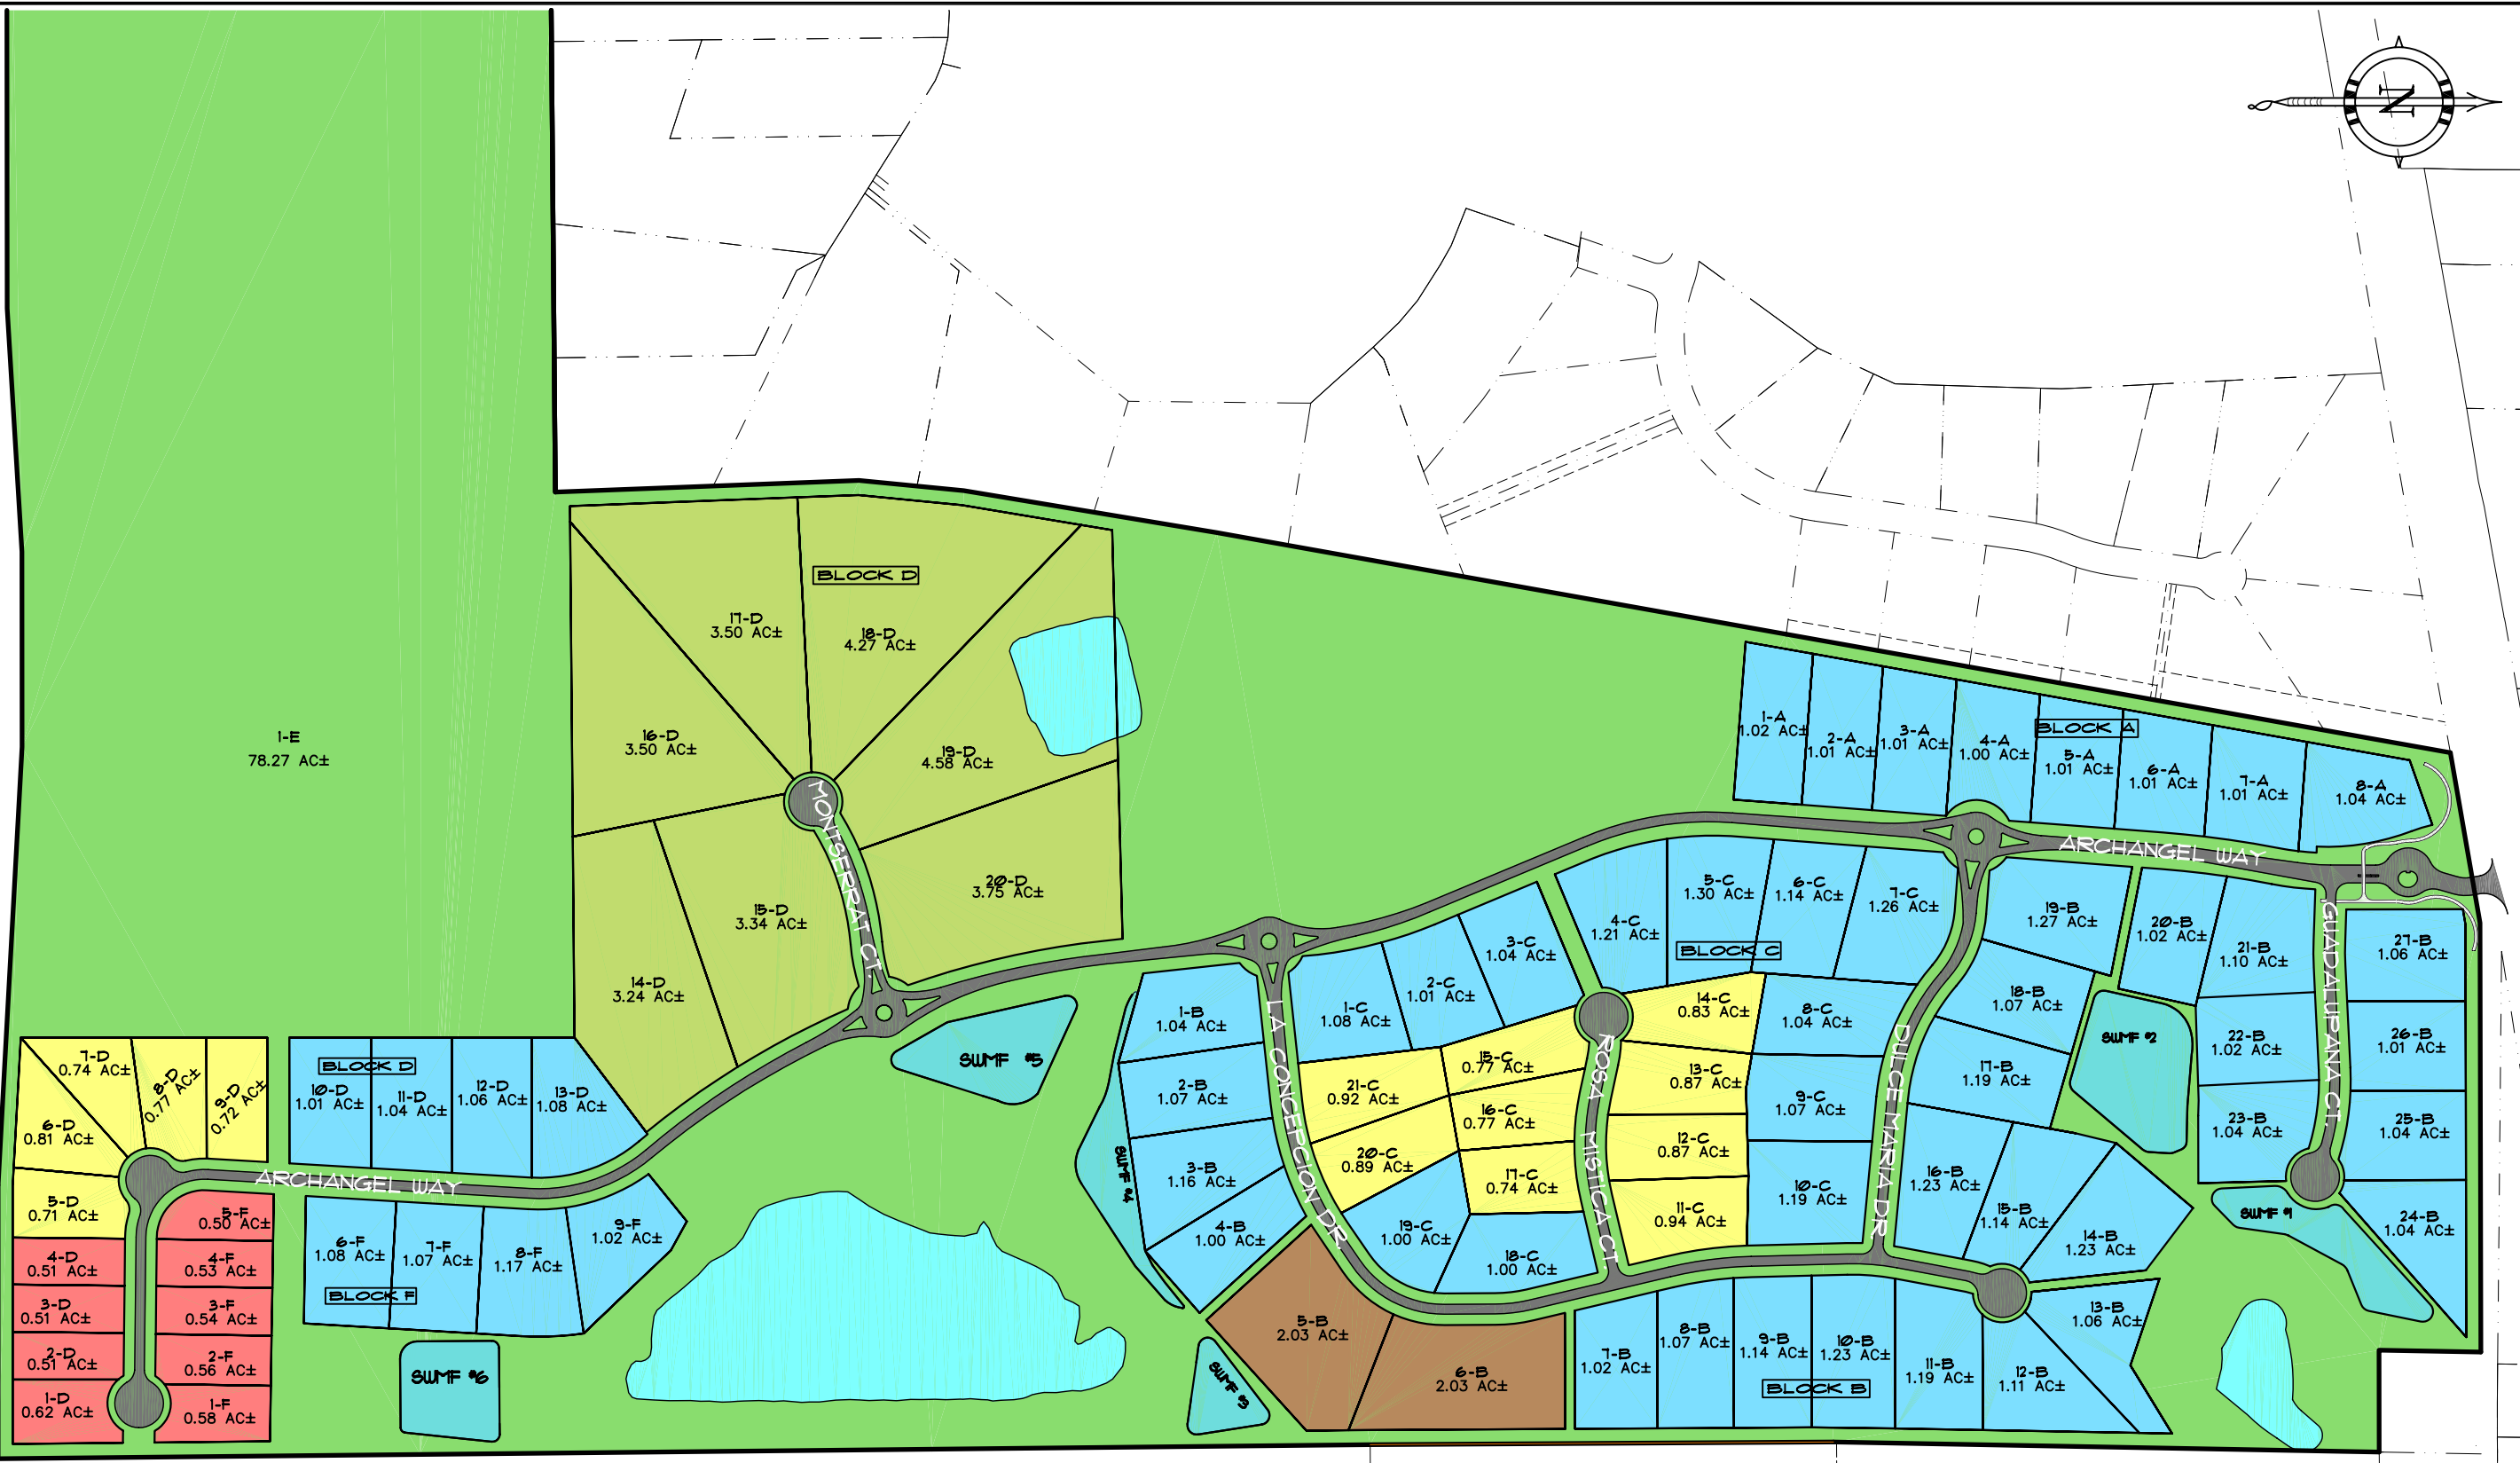 N
BLOCK D
17-D
3.50 AC±
18-D
4.27 AC±
16-D
3.50 AC±
19-D
4.58 AC±
1-E
78.27 AC±
MONTSERRAT CT.
15-D
3.34 AC±
20-D
3.75 AC±
14-D
3.24 AC±
BLOCK A
1-A
1.02 AC±
2-A
1.01 AC±
3-A
1.01 AC±
4-A
1.00 AC±
5-A
1.01 AC±
6-A
1.01 AC±
7-A
1.01 AC±
8-A
1.04 AC±
ARCHANGEL WAY
BLOCK C
1-C
1.08 AC±
2-C
1.01 AC±
3-C
1.04 AC±
4-C
1.21 AC±
5-C
1.30 AC±
6-C
1.14 AC±
7-C
1.26 AC±
8-C
1.04 AC±
9-C
1.07 AC±
10-C
1.19 AC±
14-C
0.83 AC±
13-C
0.87 AC±
12-C
0.87 AC±
11-C
0.94 AC±
15-C
0.77 AC±
16-C
0.77 AC±
17-C
0.74 AC±
18-C
1.00 AC±
19-C
1.00 AC±
20-C
0.89 AC±
21-C
0.92 AC±
LA CONCEPCION DR.
ROSA MISTICA CT.
DULCE MARIA DR.
GUADALUPANA CT.
19-B
1.27 AC±
20-B
1.02 AC±
21-B
1.10 AC±
27-B
1.06 AC±
18-B
1.07 AC±
SWMF #2
22-B
1.02 AC±
26-B
1.01 AC±
17-B
1.19 AC±
23-B
1.04 AC±
25-B
1.04 AC±
16-B
1.23 AC±
15-B
1.14 AC±
14-B
1.23 AC±
SWMF #1
24-B
1.04 AC±
13-B
1.06 AC±
1-B
1.04 AC±
2-B
1.07 AC±
3-B
1.16 AC±
4-B
1.00 AC±
SWMF #4
SWMF #5
5-B
2.03 AC±
6-B
2.03 AC±
SWMF #3
7-B
1.02 AC±
8-B
1.07 AC±
9-B
1.14 AC±
10-B
1.23 AC±
11-B
1.19 AC±
12-B
1.11 AC±
BLOCK B
7-D
0.74 AC±
8-D
0.77 AC±
9-D
0.72 AC±
6-D
0.81 AC±
5-D
0.71 AC±
BLOCK D
10-D
1.01 AC±
11-D
1.04 AC±
12-D
1.06 AC±
13-D
1.08 AC±
ARCHANGEL WAY
4-D
0.51 AC±
3-D
0.51 AC±
2-D
0.51 AC±
1-D
0.62 AC±
5-F
0.50 AC±
4-F
0.53 AC±
3-F
0.54 AC±
2-F
0.56 AC±
1-F
0.58 AC±
6-F
1.08 AC±
7-F
1.07 AC±
8-F
1.17 AC±
9-F
1.02 AC±
BLOCK F
SWMF #6